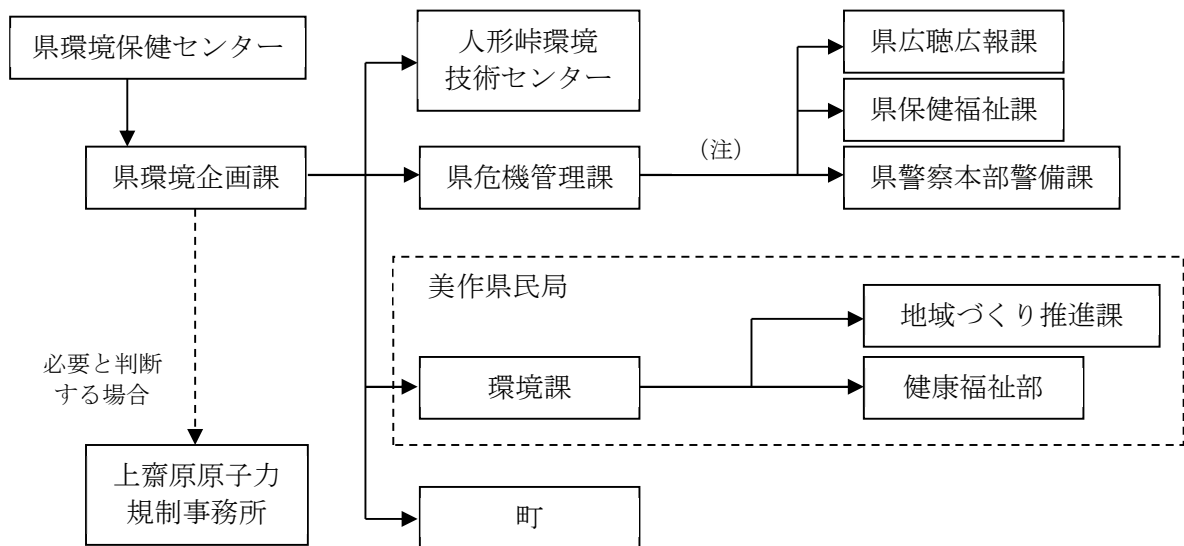 県環境保健センター
人形峠環境
技術センター
県広聴広報課
県保健福祉課
県環境企画課
県危機管理課
（注）
県警察本部警備課
美作県民局
地域づくり推進課
必要と判断
する場合
環境課
健康福祉部
上齋原原子力
規制事務所
町